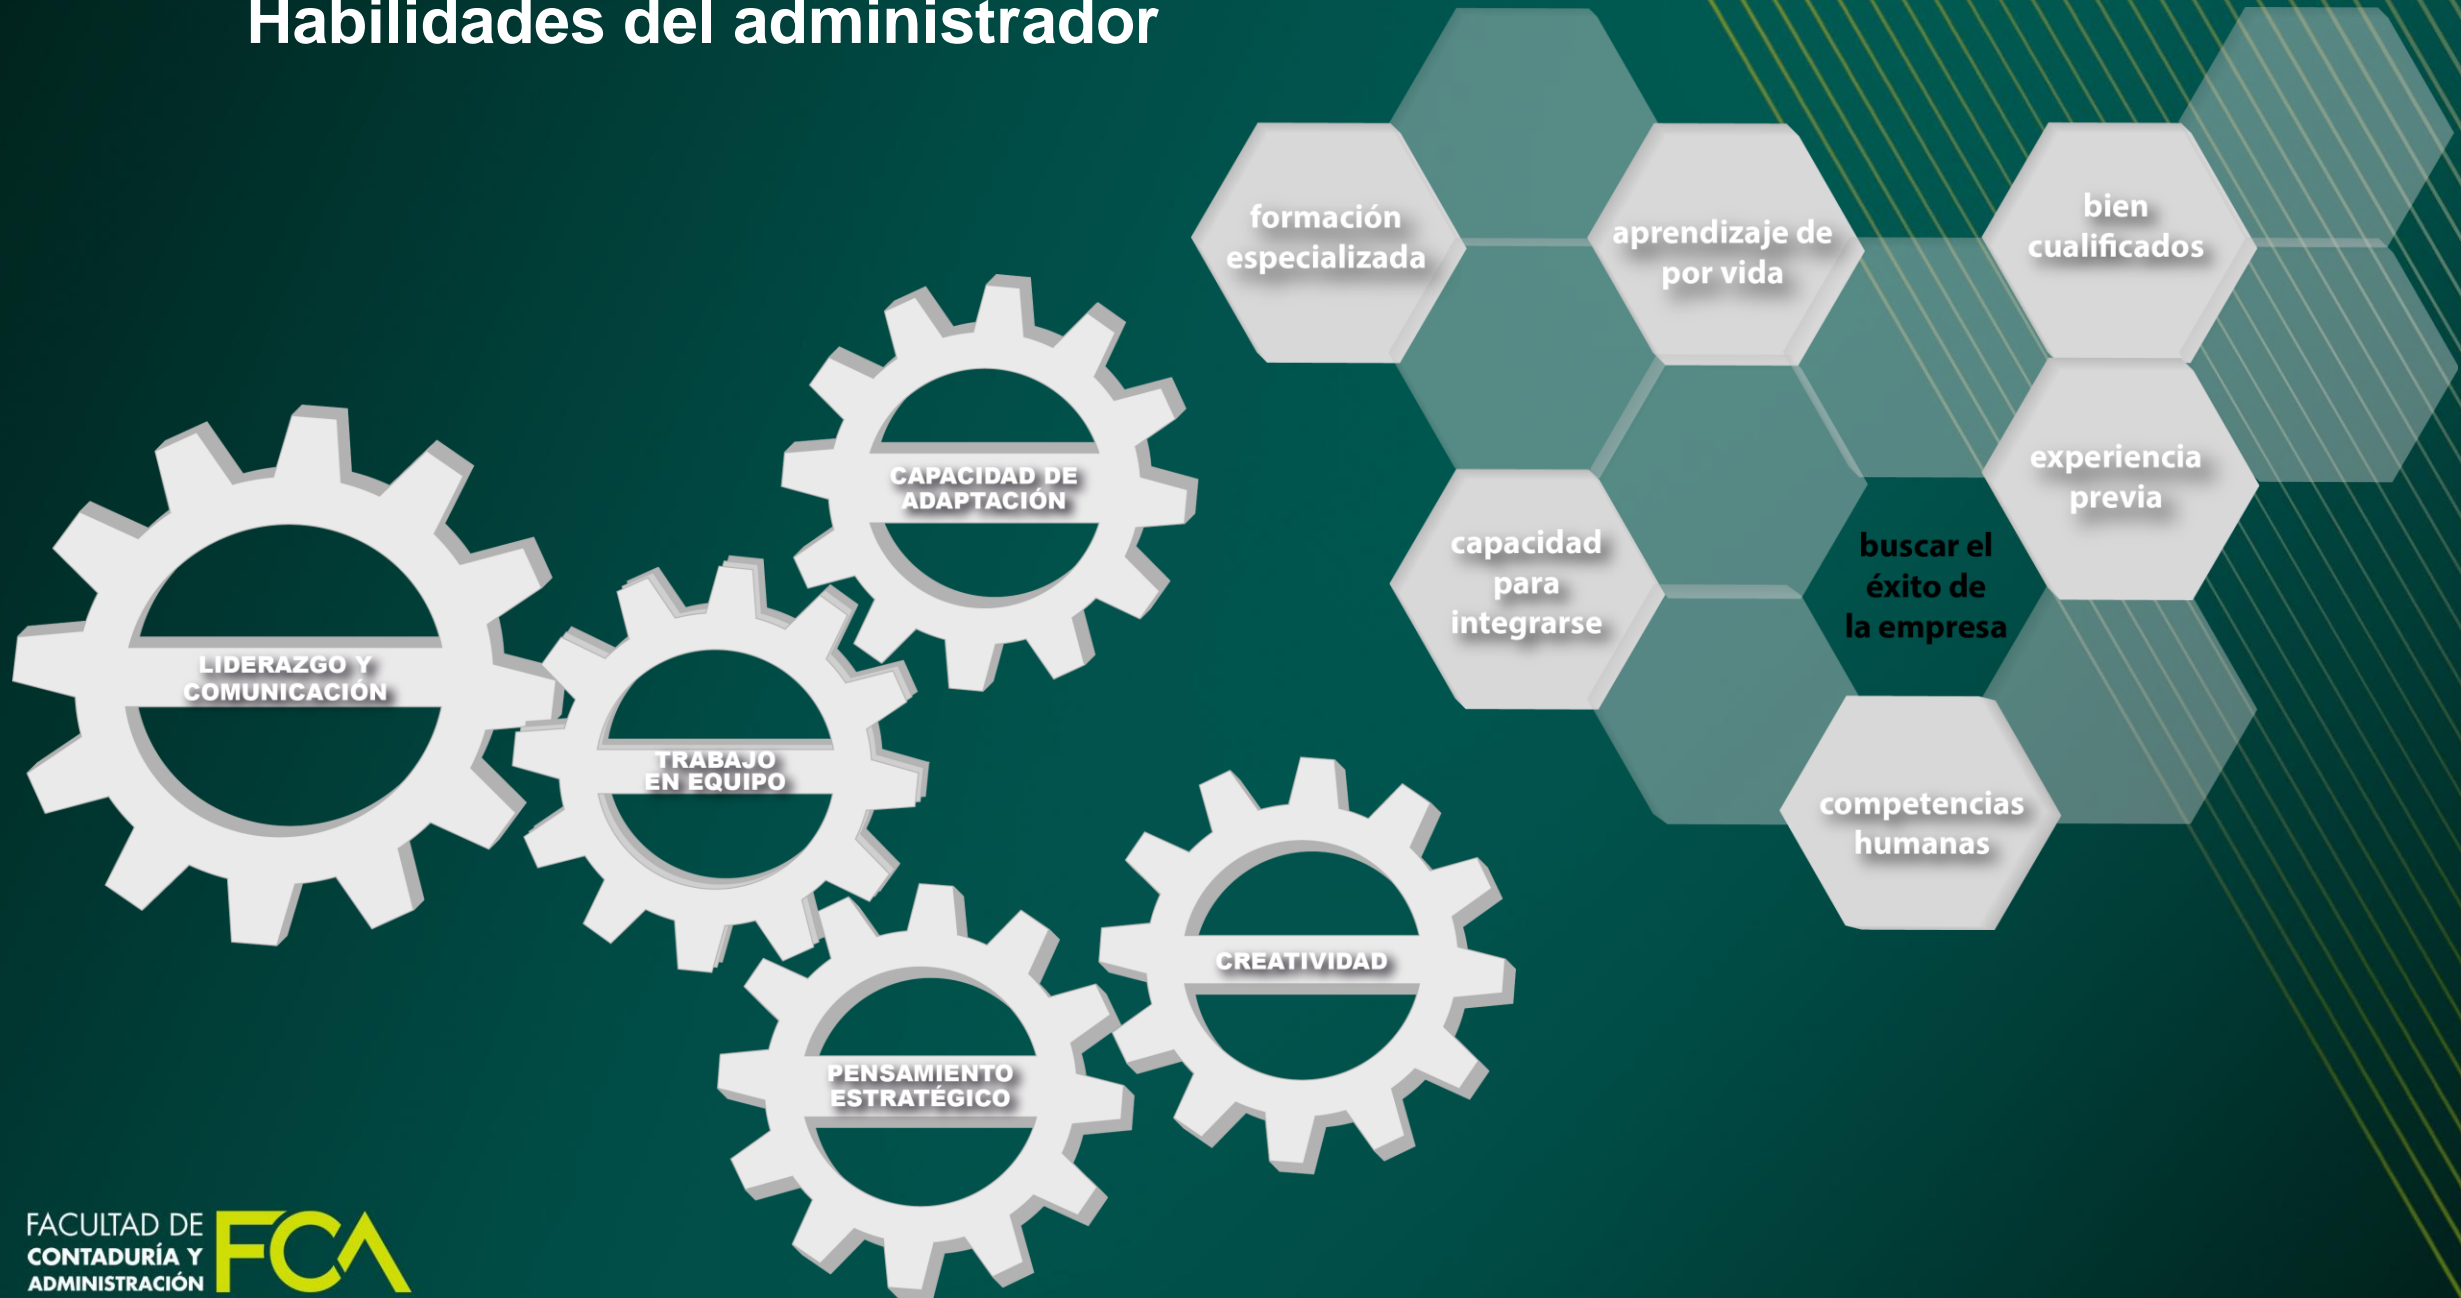 Habilidades del administrador
formación
especializada
aprendizaje de
por vida
bien
cualificados
experiencia
previa
capacidad
para
integrarse
buscar el
éxito de
la empresa
competencias
humanas
CAPACIDAD DE
ADAPTACIÓN
LIDERAZGO Y
COMUNICACIÓN
TRABAJO
EN EQUIPO
CREATIVIDAD
PENSAMIENTO
ESTRATÉGICO
FACULTAD DE
CONTADURÍA Y
ADMINISTRACIÓN
FCA